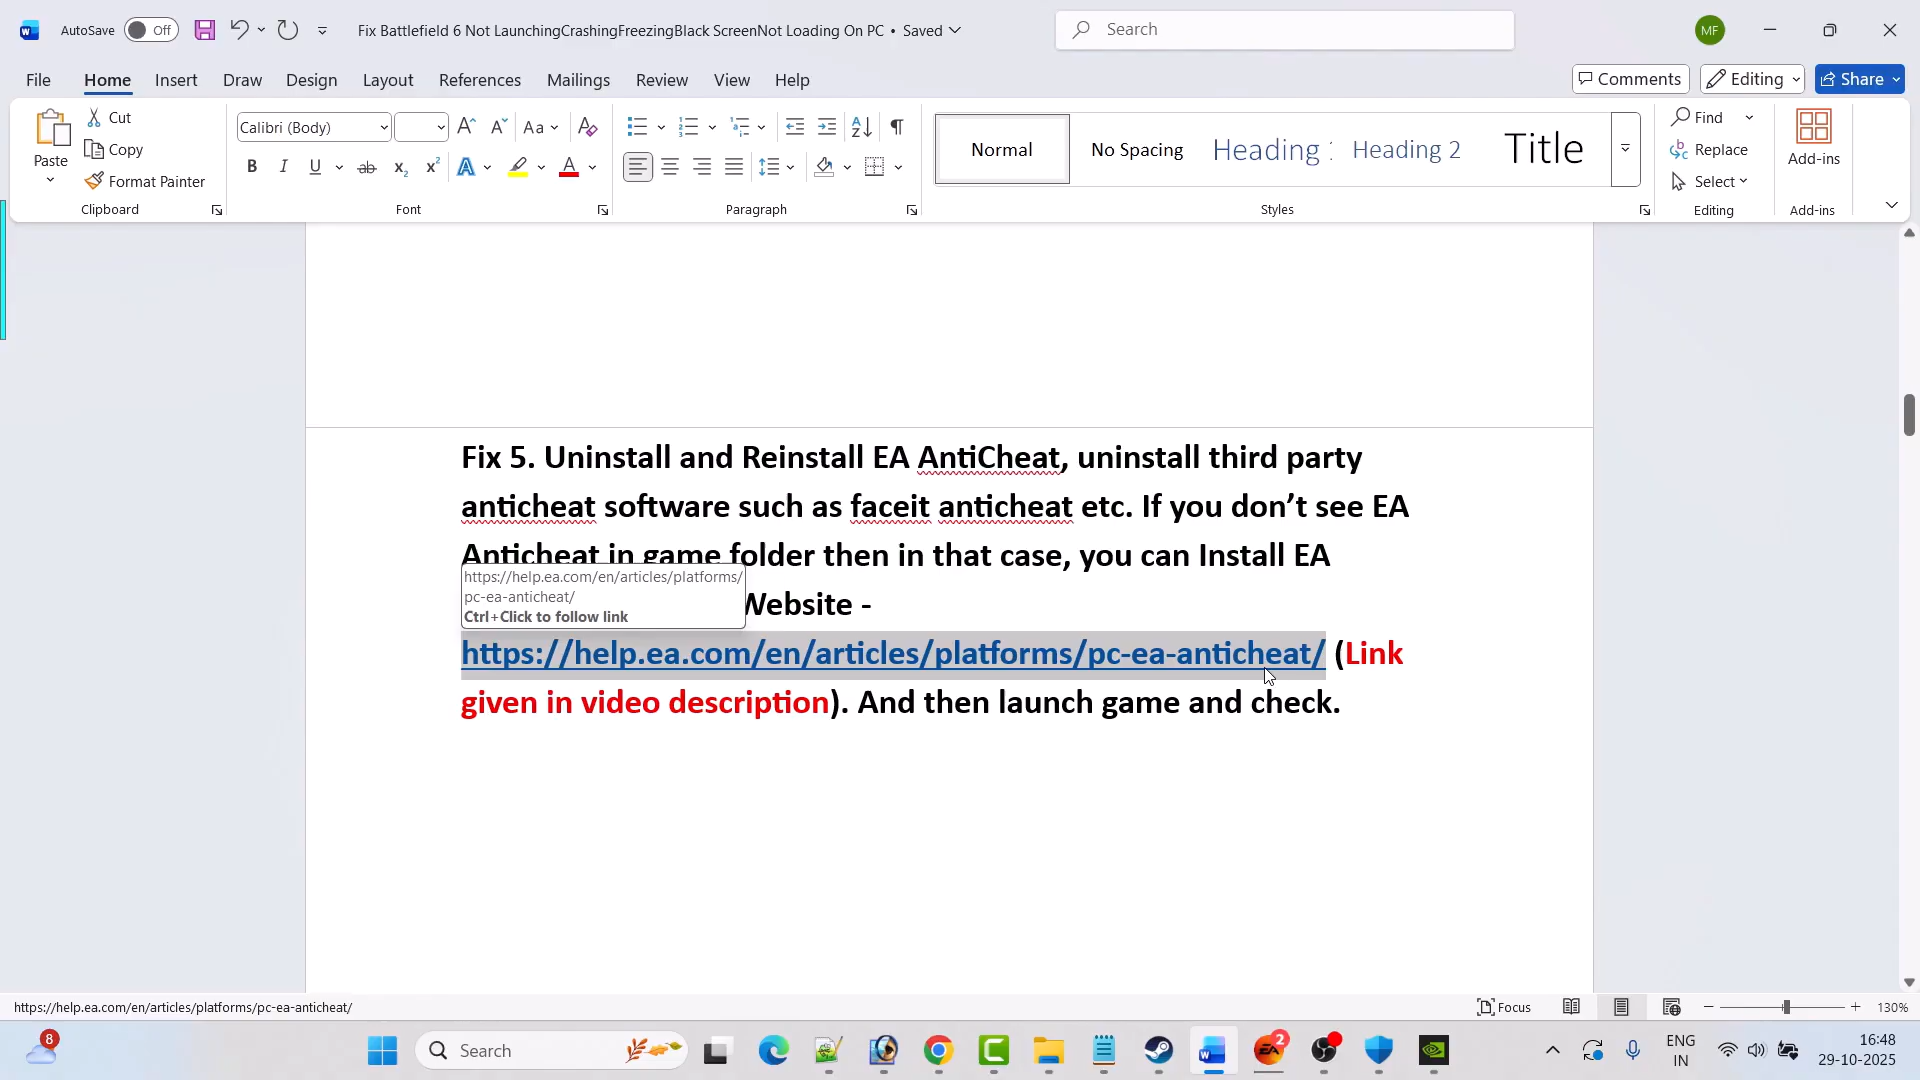 AutoSave Off Fix Battlefield 6 Not LaunchingCrashingFreezingBlack ScreenNot Loading On PC • Saved Search MF
File Home Insert Draw Design Layout References Mailings Review View Help Comments Editing Share
Paste Cut Copy Format Painter Clipboard
Calibri (Body) Font
Paragraph
Normal No Spacing Heading 1 Heading 2 Title Styles
Find Replace Select Editing
Add-ins Add-ins
Fix 5. Uninstall and Reinstall EA AntiCheat, uninstall third party
anticheat software such as faceit anticheat etc. If you don’t see EA
Anticheat in game folder then in that case, you can Install EA
Website -
https://help.ea.com/en/articles/platforms/
pc-ea-anticheat/
Ctrl+Click to follow link
https://help.ea.com/en/articles/platforms/pc-ea-anticheat/ (Link
given in video description). And then launch game and check.
https://help.ea.com/en/articles/platforms/pc-ea-anticheat/ Focus 130%
8 Search 2 ENG IN 16:48 29-10-2025